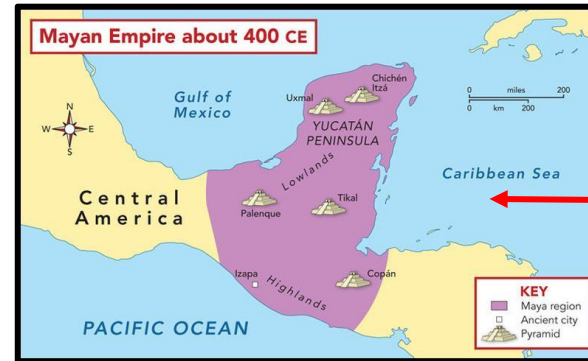 Mayan Empire about 400 CE
Gulf of
Mexico
N
W
E
S
Uxmal
Chichén
Itzá
YUCATÁN
PENINSULA
0 miles 200
0 km 200
Lowlands
Caribbean Sea
Central
America
Palenque
Tikal
Izapa
Highlands
Copán
PACIFIC OCEAN
KEY
Maya region
Ancient city
Pyramid